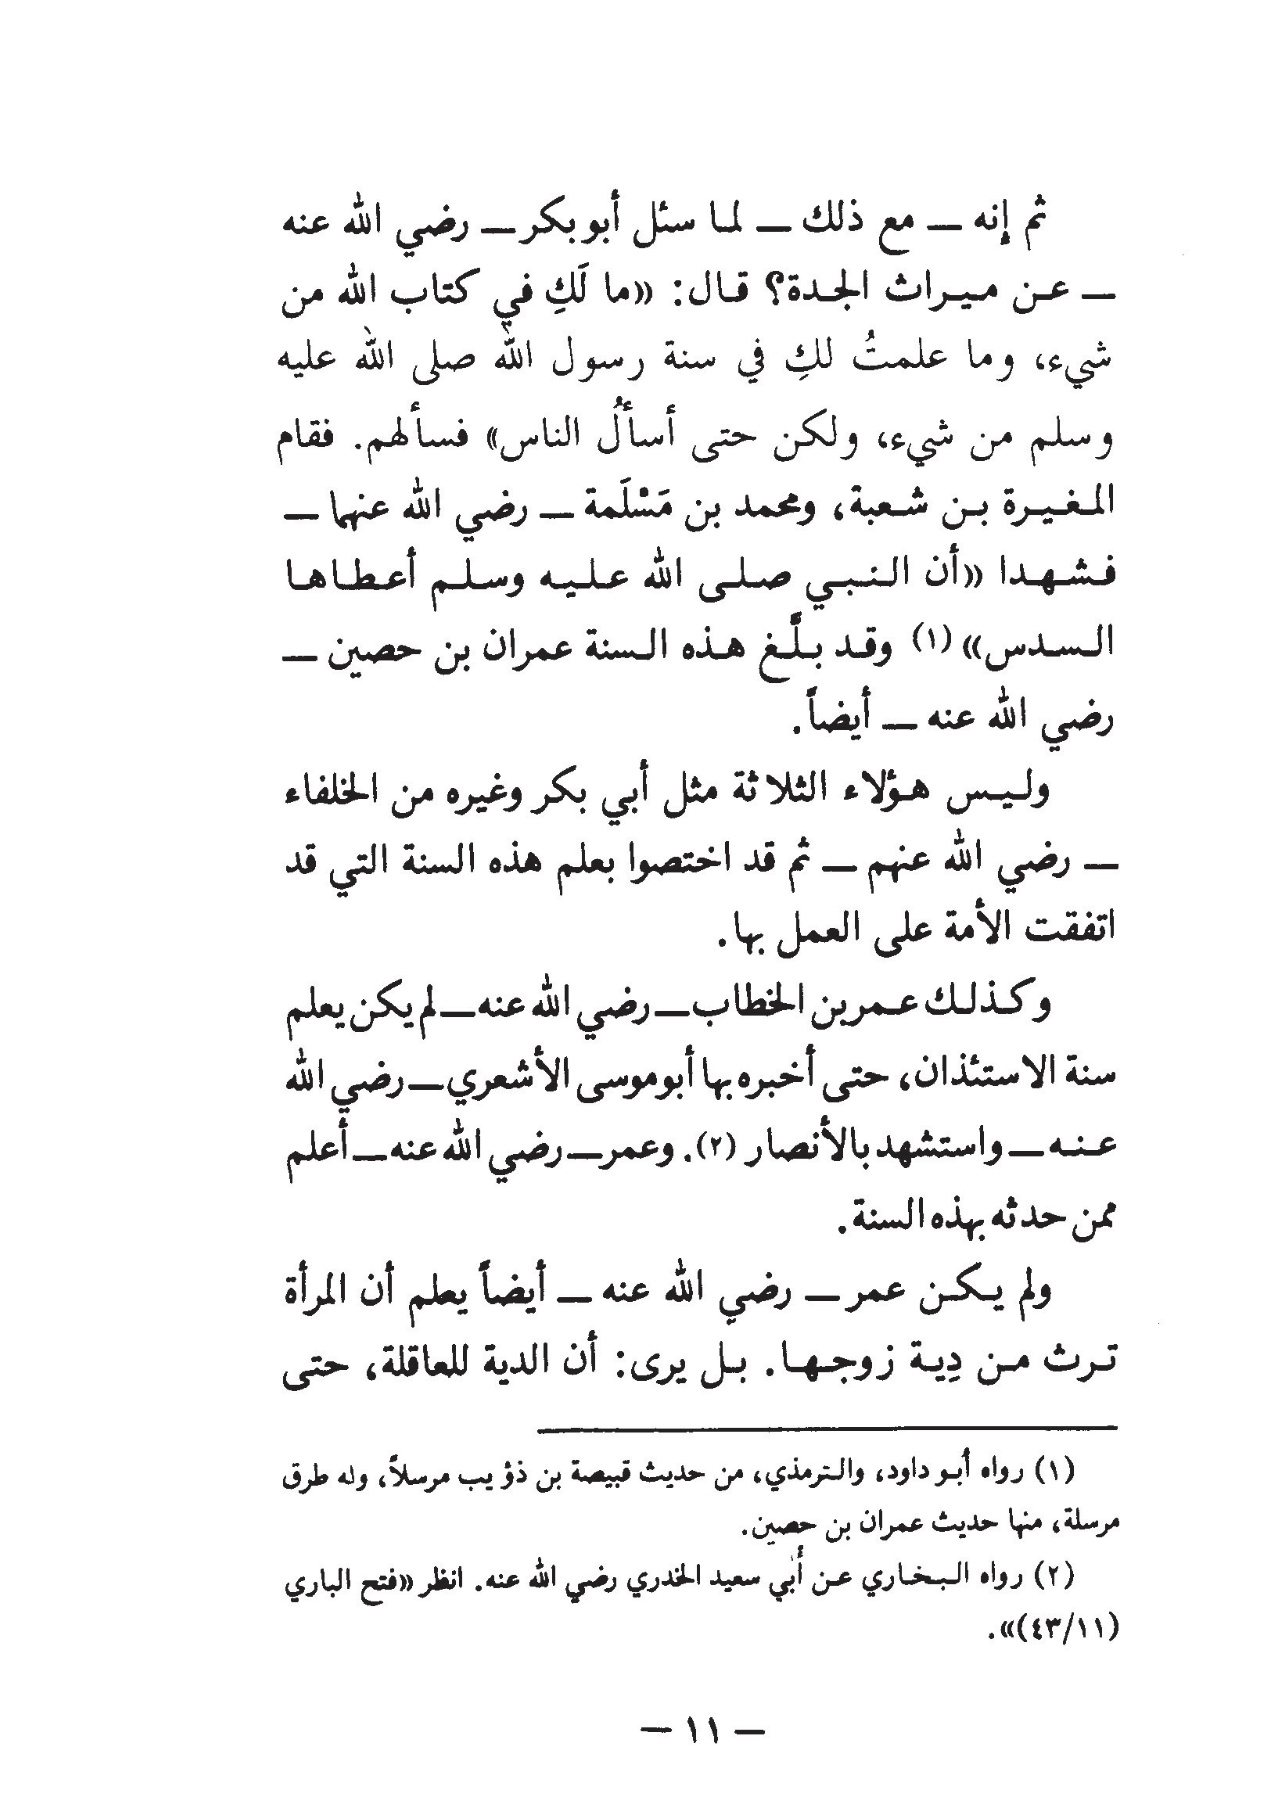 ثم إنه ــ مع ذلك ــ لما سئل أبو بكر ــ رضي الله عنه
ــ عن ميراث الجدة؟ قال: «ما لَكِ في كتاب الله من
شيء، وما علمتُ لكِ في سنة رسول الله صلى الله عليه
وسلم من شيء، ولكن حتى أسألُ الناس» فسألهم. فقام
المغيرة بن شعبة، ومحمد بن مَسْلَمة ــ رضي الله عنهما ــ
فشهدا «أن النبي صلى الله عليه وسلم أعطاها
السدس» (١) وقد بلَّغ هذه السنة عمران بن حصين ــ
رضي الله عنه ــ أيضاً.
وليس هؤلاء الثلاثة مثل أبي بكر وغيره من الخلفاء
ــ رضي الله عنهم ــ ثم قد اختصوا بعلم هذه السنة التي قد
اتفقت الأمة على العمل بها.
وكذلك عمر بن الخطاب ــ رضي الله عنه ــ لم يكن يعلم
سنة الاستئذان، حتى أخبره بها أبو موسى الأشعري ــ رضي الله
عنه ــ واستشهد بالأنصار (٢). وعمر ــ رضي الله عنه ــ أعلم
ممن حدثه بهذه السنة.
ولم يكن عمر ــ رضي الله عنه ــ أيضاً يعلم أن المرأة
ترث من دِية زوجها. بل يرى: أن الدية للعاقلة، حتى
(١) رواه أبو داود، والترمذي، من حديث قبيصة بن ذؤيب مرسلاً، وله طرق
مرسلة، منها حديث عمران بن حصين.
(٢) رواه البخاري عن أبي سعيد الخدري رضي الله عنه. انظر «فتح الباري
(٤٣/١١)».
— ١١ —